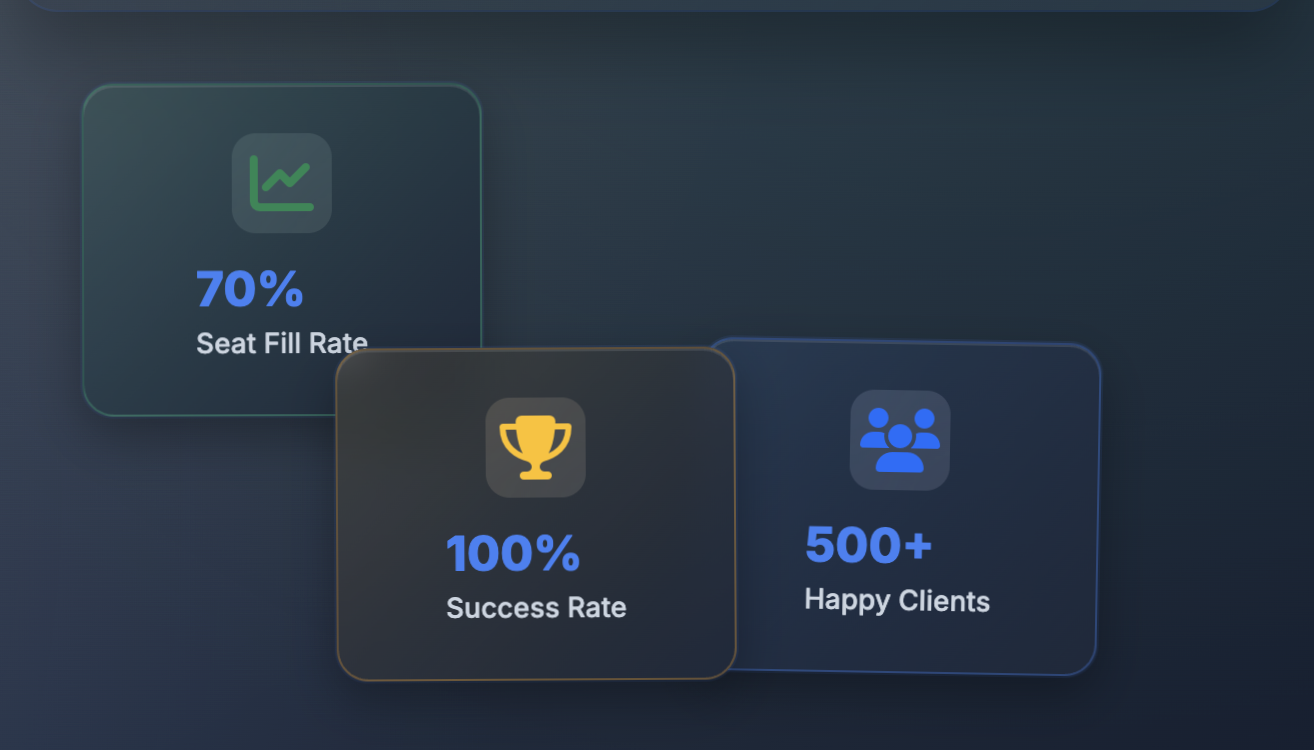 70%
Seat Fill Rate
100%
Success Rate
500+
Happy Clients